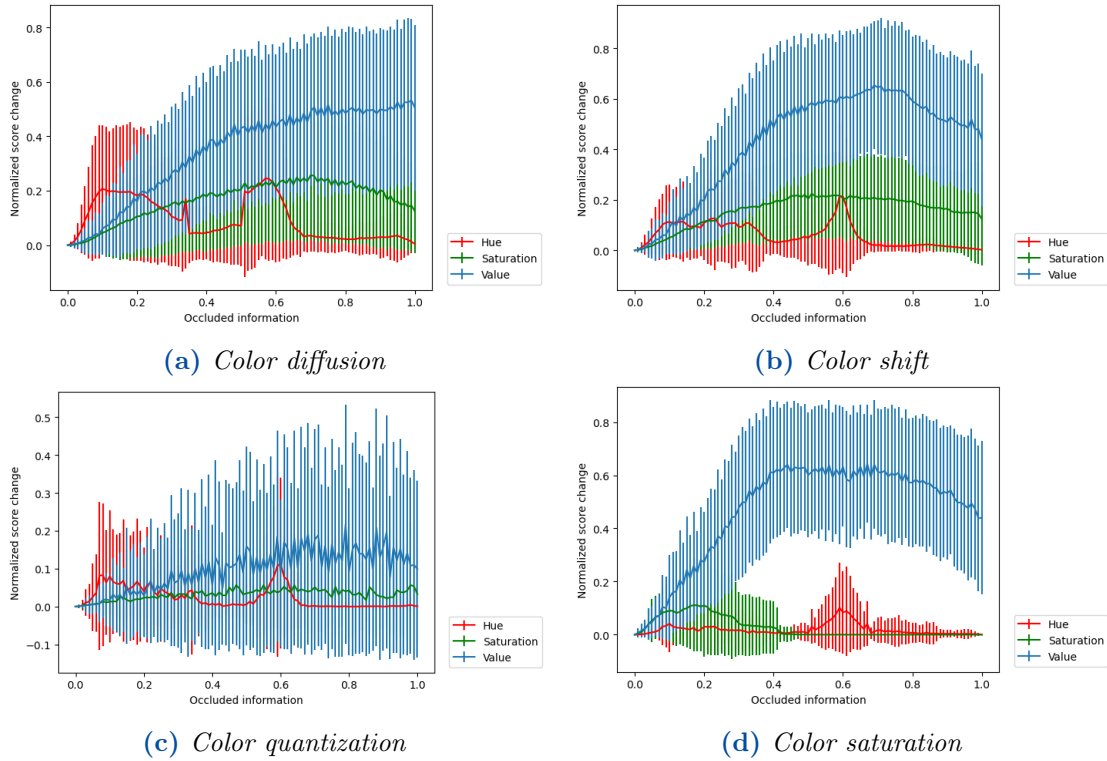 0.8
0.6
0.4
0.2
0.0
Normalized score change
0.0 0.2 0.4 0.6 0.8 1.0
Occluded information
Hue
Saturation
Value
(a) Color diffusion
0.8
0.6
0.4
0.2
0.0
Normalized score change
0.0 0.2 0.4 0.6 0.8 1.0
Occluded information
Hue
Saturation
Value
(b) Color shift
0.5
0.4
0.3
0.2
0.1
0.0
−0.1
Normalized score change
0.0 0.2 0.4 0.6 0.8 1.0
Occluded information
Hue
Saturation
Value
(c) Color quantization
0.8
0.6
0.4
0.2
0.0
Normalized score change
0.0 0.2 0.4 0.6 0.8 1.0
Occluded information
Hue
Saturation
Value
(d) Color saturation